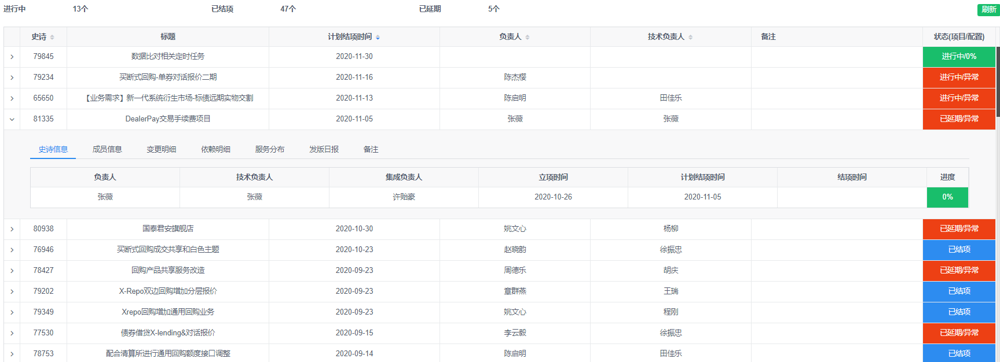 进行中 13个 已结项 47个 已延期 5个 刷新
史诗 标题 计划结项时间 负责人 技术负责人 备注 状态(项目/配置)
79845 数据比对相关定时任务 2020-11-30 进行中/0%
79234 买断式回购-单券对话报价二期 2020-11-16 陈杰樱 进行中/异常
65650 【业务需求】新一代系统衍生市场-标债远期实物交割 2020-11-13 陈启明 田佳乐 进行中/异常
81335 DealerPay交易手续费项目 2020-11-05 张薇 张薇 已延期/异常
史诗信息 成员信息 变更明细 依赖明细 服务分布 发版日报 备注
负责人 技术负责人 集成负责人 立项时间 计划结项时间 结项时间 进度
张薇 张薇 许贻豪 2020-10-26 2020-11-05 0%
80938 国泰君安旗舰店 2020-10-30 姚文心 杨柳 已延期/异常
76946 买断式回购成交共享和白色主题 2020-10-23 赵晓韵 徐振忠 已结项
78427 回购产品共享服务改造 2020-09-23 周德乐 胡庆 已延期/异常
79202 X-Repo双边回购增加分层报价 2020-09-23 章群燕 王瑞 已结项
79349 Xrepo回购增加通用回购业务 2020-09-23 姚文心 程刚 已结项
77530 债券借贷X-lending&对话报价 2020-09-15 李云毅 徐振忠 已延期/异常
78753 配合清算所进行通用回购额度接口调整 2020-09-14 陈启明 田佳乐 已结项